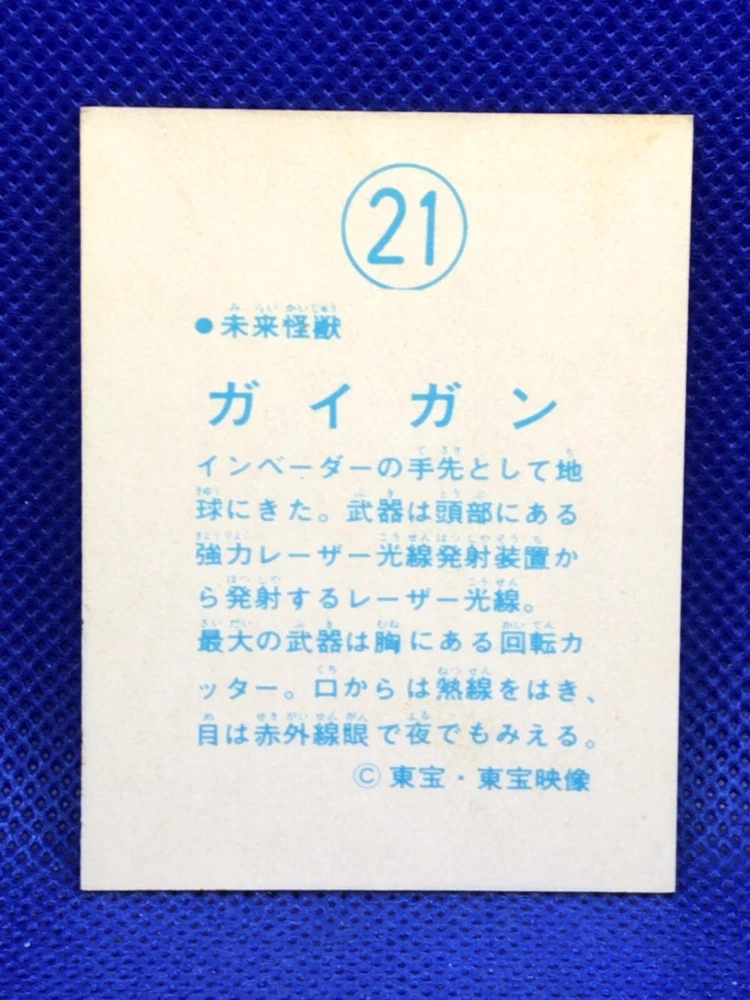 21
●未来怪獣
ガイガン
インベーダーの手先として地
球にきた。武器は頭部にある
強力レーザー光線発射装置か
ら発射するレーザー光線。
最大の武器は胸にある回転カ
ッター。口からは熱線をはき、
目は赤外線眼で夜でもみえる。
©東宝・東宝映像